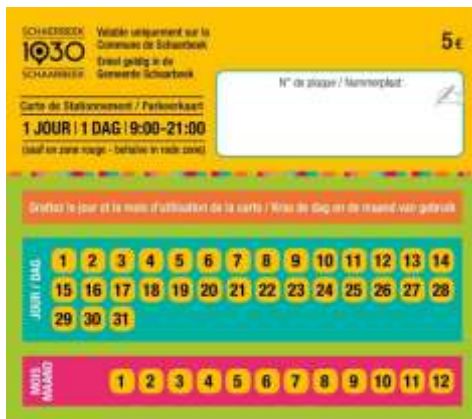 SCHAERBEEK
1030
SCHAARBEEK
Valable uniquement sur la
Commune de Schaerbeek
Enkel geldig in de
Gemeente Schaarbeek
5€
N° de plaque / Nummerplaat
Carte de Stationnement / Parkeerkaart
1 JOUR | 1 DAG | 9:00-21:00
(sauf en zone rouge - behalve in rode zone)
Grattez le jour et le mois d'utilisation de la carte / Kras de dag en de maand van gebruik
JOUR / DAG
1 2 3 4 5 6 7 8 9 10 11 12 13 14
15 16 17 18 19 20 21 22 23 24 25 26 27 28
29 30 31
MOIS
MAAND
1 2 3 4 5 6 7 8 9 10 11 12